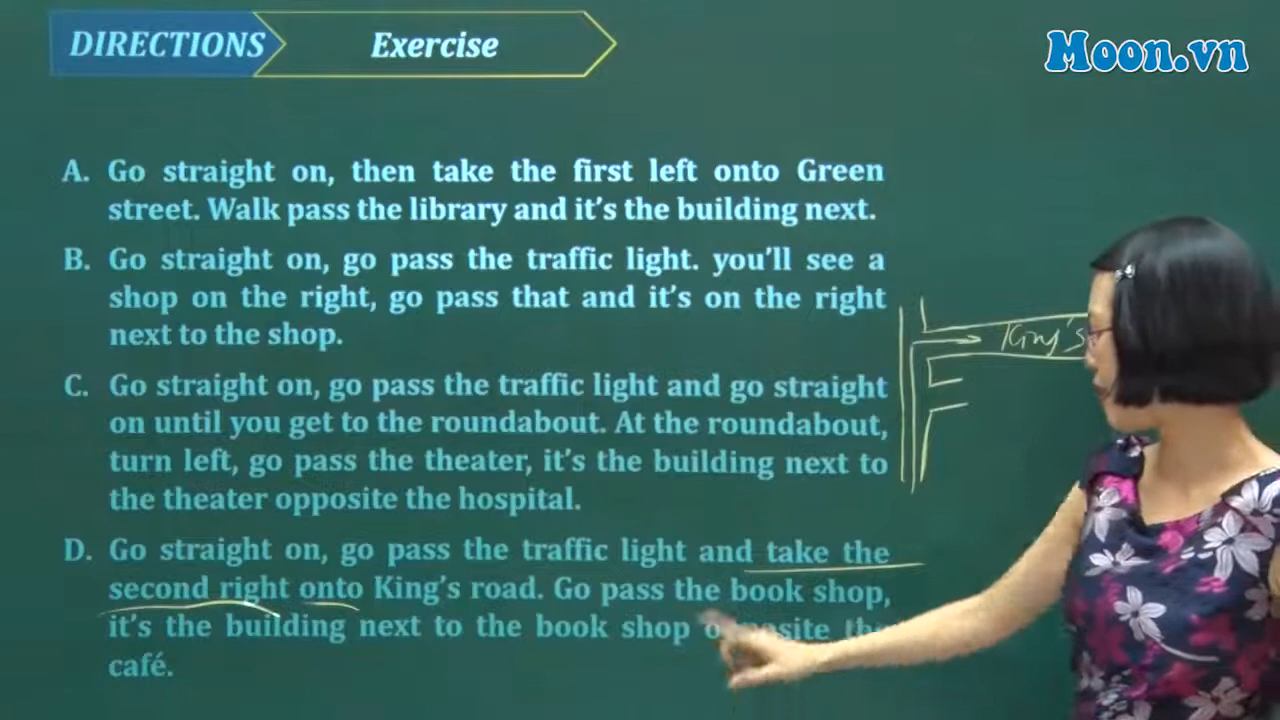 DIRECTIONS Exercise
Moon.vn
A. Go straight on, then take the first left onto Green
street. Walk pass the library and it's the building next.
B. Go straight on, go pass the traffic light. you'll see a
shop on the right, go pass that and it's on the right
next to the shop.
C. Go straight on, go pass the traffic light and go straight
on until you get to the roundabout. At the roundabout,
turn left, go pass the theater, it's the building next to
the theater opposite the hospital.
D. Go straight on, go pass the traffic light and take the
second right onto King's road. Go pass the book shop,
it's the building next to the book shop opposite the
café.
King's